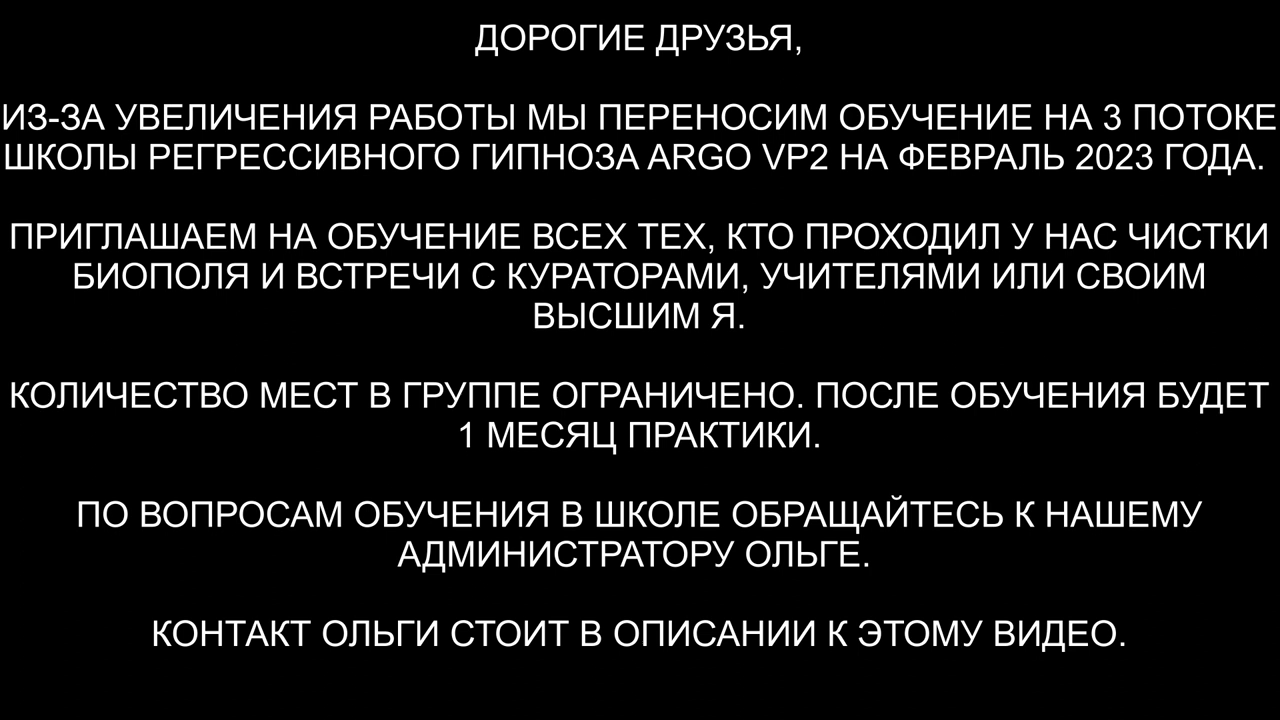 ДОРОГИЕ ДРУЗЬЯ,
ИЗ-ЗА УВЕЛИЧЕНИЯ РАБОТЫ МЫ ПЕРЕНОСИМ ОБУЧЕНИЕ НА 3 ПОТОКЕ
ШКОЛЫ РЕГРЕССИВНОГО ГИПНОЗА ARGO VP2 НА ФЕВРАЛЬ 2023 ГОДА.
ПРИГЛАШАЕМ НА ОБУЧЕНИЕ ВСЕХ ТЕХ, КТО ПРОХОДИЛ У НАС ЧИСТКИ
БИОПОЛЯ И ВСТРЕЧИ С КУРАТОРАМИ, УЧИТЕЛЯМИ ИЛИ СВОИМ
ВЫСШИМ Я.
КОЛИЧЕСТВО МЕСТ В ГРУППЕ ОГРАНИЧЕНО. ПОСЛЕ ОБУЧЕНИЯ БУДЕТ
1 МЕСЯЦ ПРАКТИКИ.
ПО ВОПРОСАМ ОБУЧЕНИЯ В ШКОЛЕ ОБРАЩАЙТЕСЬ К НАШЕМУ
АДМИНИСТРАТОРУ ОЛЬГЕ.
КОНТАКТ ОЛЬГИ СТОИТ В ОПИСАНИИ К ЭТОМУ ВИДЕО.